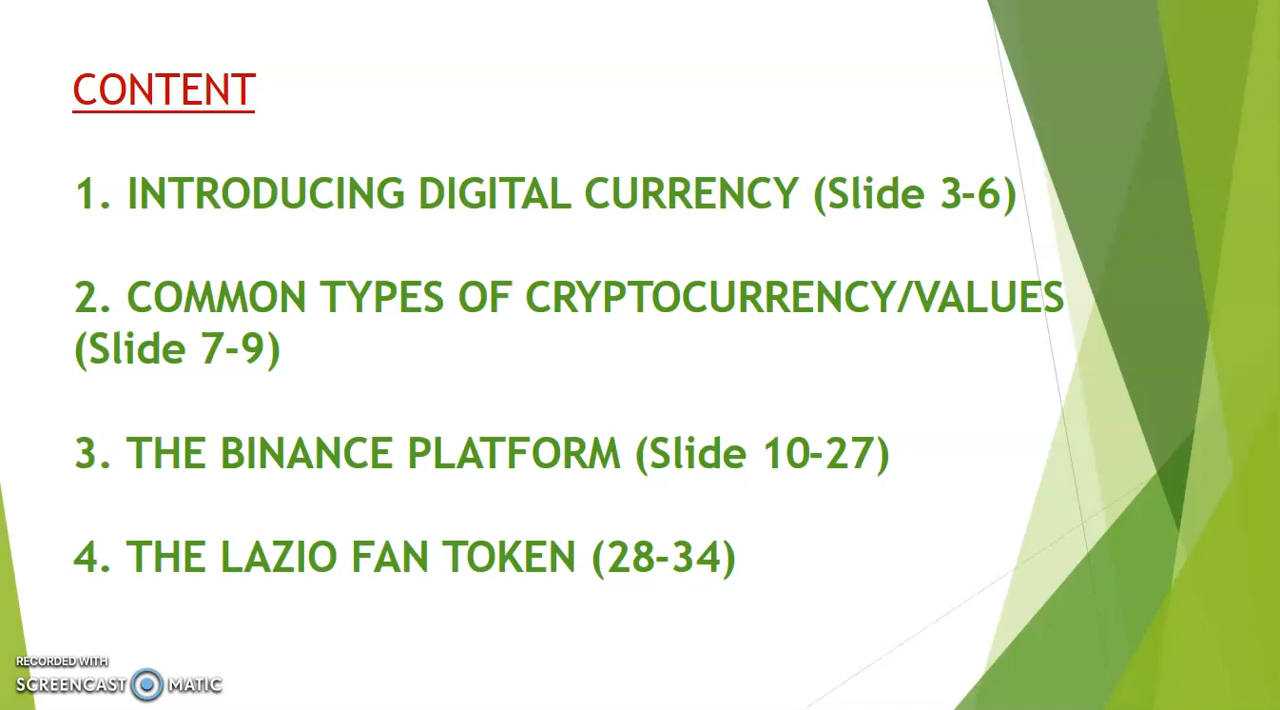 CONTENT
1. INTRODUCING DIGITAL CURRENCY (Slide 3-6)
2. COMMON TYPES OF CRYPTOCURRENCY/VALUES
(Slide 7-9)
3. THE BINANCE PLATFORM (Slide 10-27)
4. THE LAZIO FAN TOKEN (28-34)
RECORDED WITH
SCREENCAST MATIC